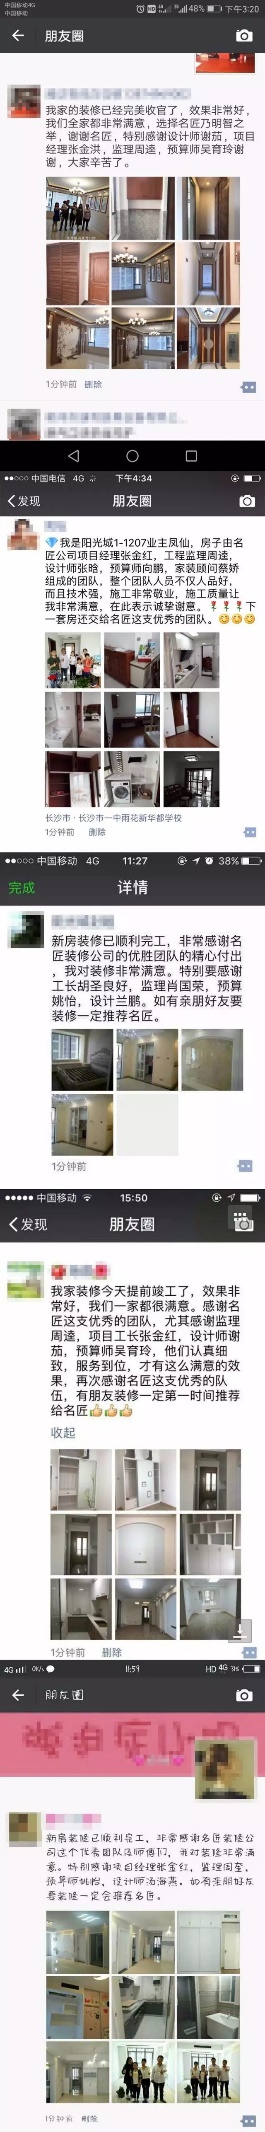 中国移动4G
中国移动
48% 下午3:20
朋友圈
我家的装修已经完美收官了，效果非常好，
我们全家都非常满意，选择名匠乃明智之
举，谢谢名匠，特别感谢设计师谢茄，项目
经理张金洪，监理周逵，预算师吴育玲谢
谢，大家辛苦了。
1分钟前 删除
中国电信 4G 下午4:34
发现 朋友圈
我是阳光城1-1207业主凤仙，房子由名
匠公司项目经理张金红，工程监理周逵，
设计师张晗，预算师向鹏，家装顾问蔡娇
组成的团队，整个团队人员不仅人品好，
而且技术强，施工非常敬业，施工质量让
我非常满意，在此表示诚挚谢意。下
一套房还交给名匠这支优秀的团队。
长沙市·长沙市一中雨花新华都学校
1分钟前 删除
中国移动 4G 11:27 38%
完成 详情
新房装修已顺利完工，非常感谢名
匠装修公司的优胜团队的精心付出
，我对装修非常满意。特别要感谢
工长胡圣良好，监理肖国荣，预算
姚怡，设计兰鹏。如有亲朋好友要
装修一定推荐名匠。
1分钟前
中国移动 15:50
发现 朋友圈
我家装修今天提前竣工了，效果非
常好，我们一家都很满意。感谢名
匠这支优秀的团队，尤其感谢监理
周逵，项目工长张金红，设计师谢
茄，预算师吴育玲，他们认真细
致，服务到位，才有这么满意的效
果，再次感谢名匠这支优秀的队
伍，有朋友装修一定第一时间推荐
给名匠
收起
1分钟前 删除
4G 11:59 HD 4G
朋友圈
新房装修已顺利完工，非常感谢名匠装修公
司这个优秀团队及师傅们，我对装修非常满
意。特别感谢项目经理张金红，监理周奎，
预算师姚怡，设计师汤海燕。如有亲朋好友
要装修一定会推荐名匠。
1分钟前 删除